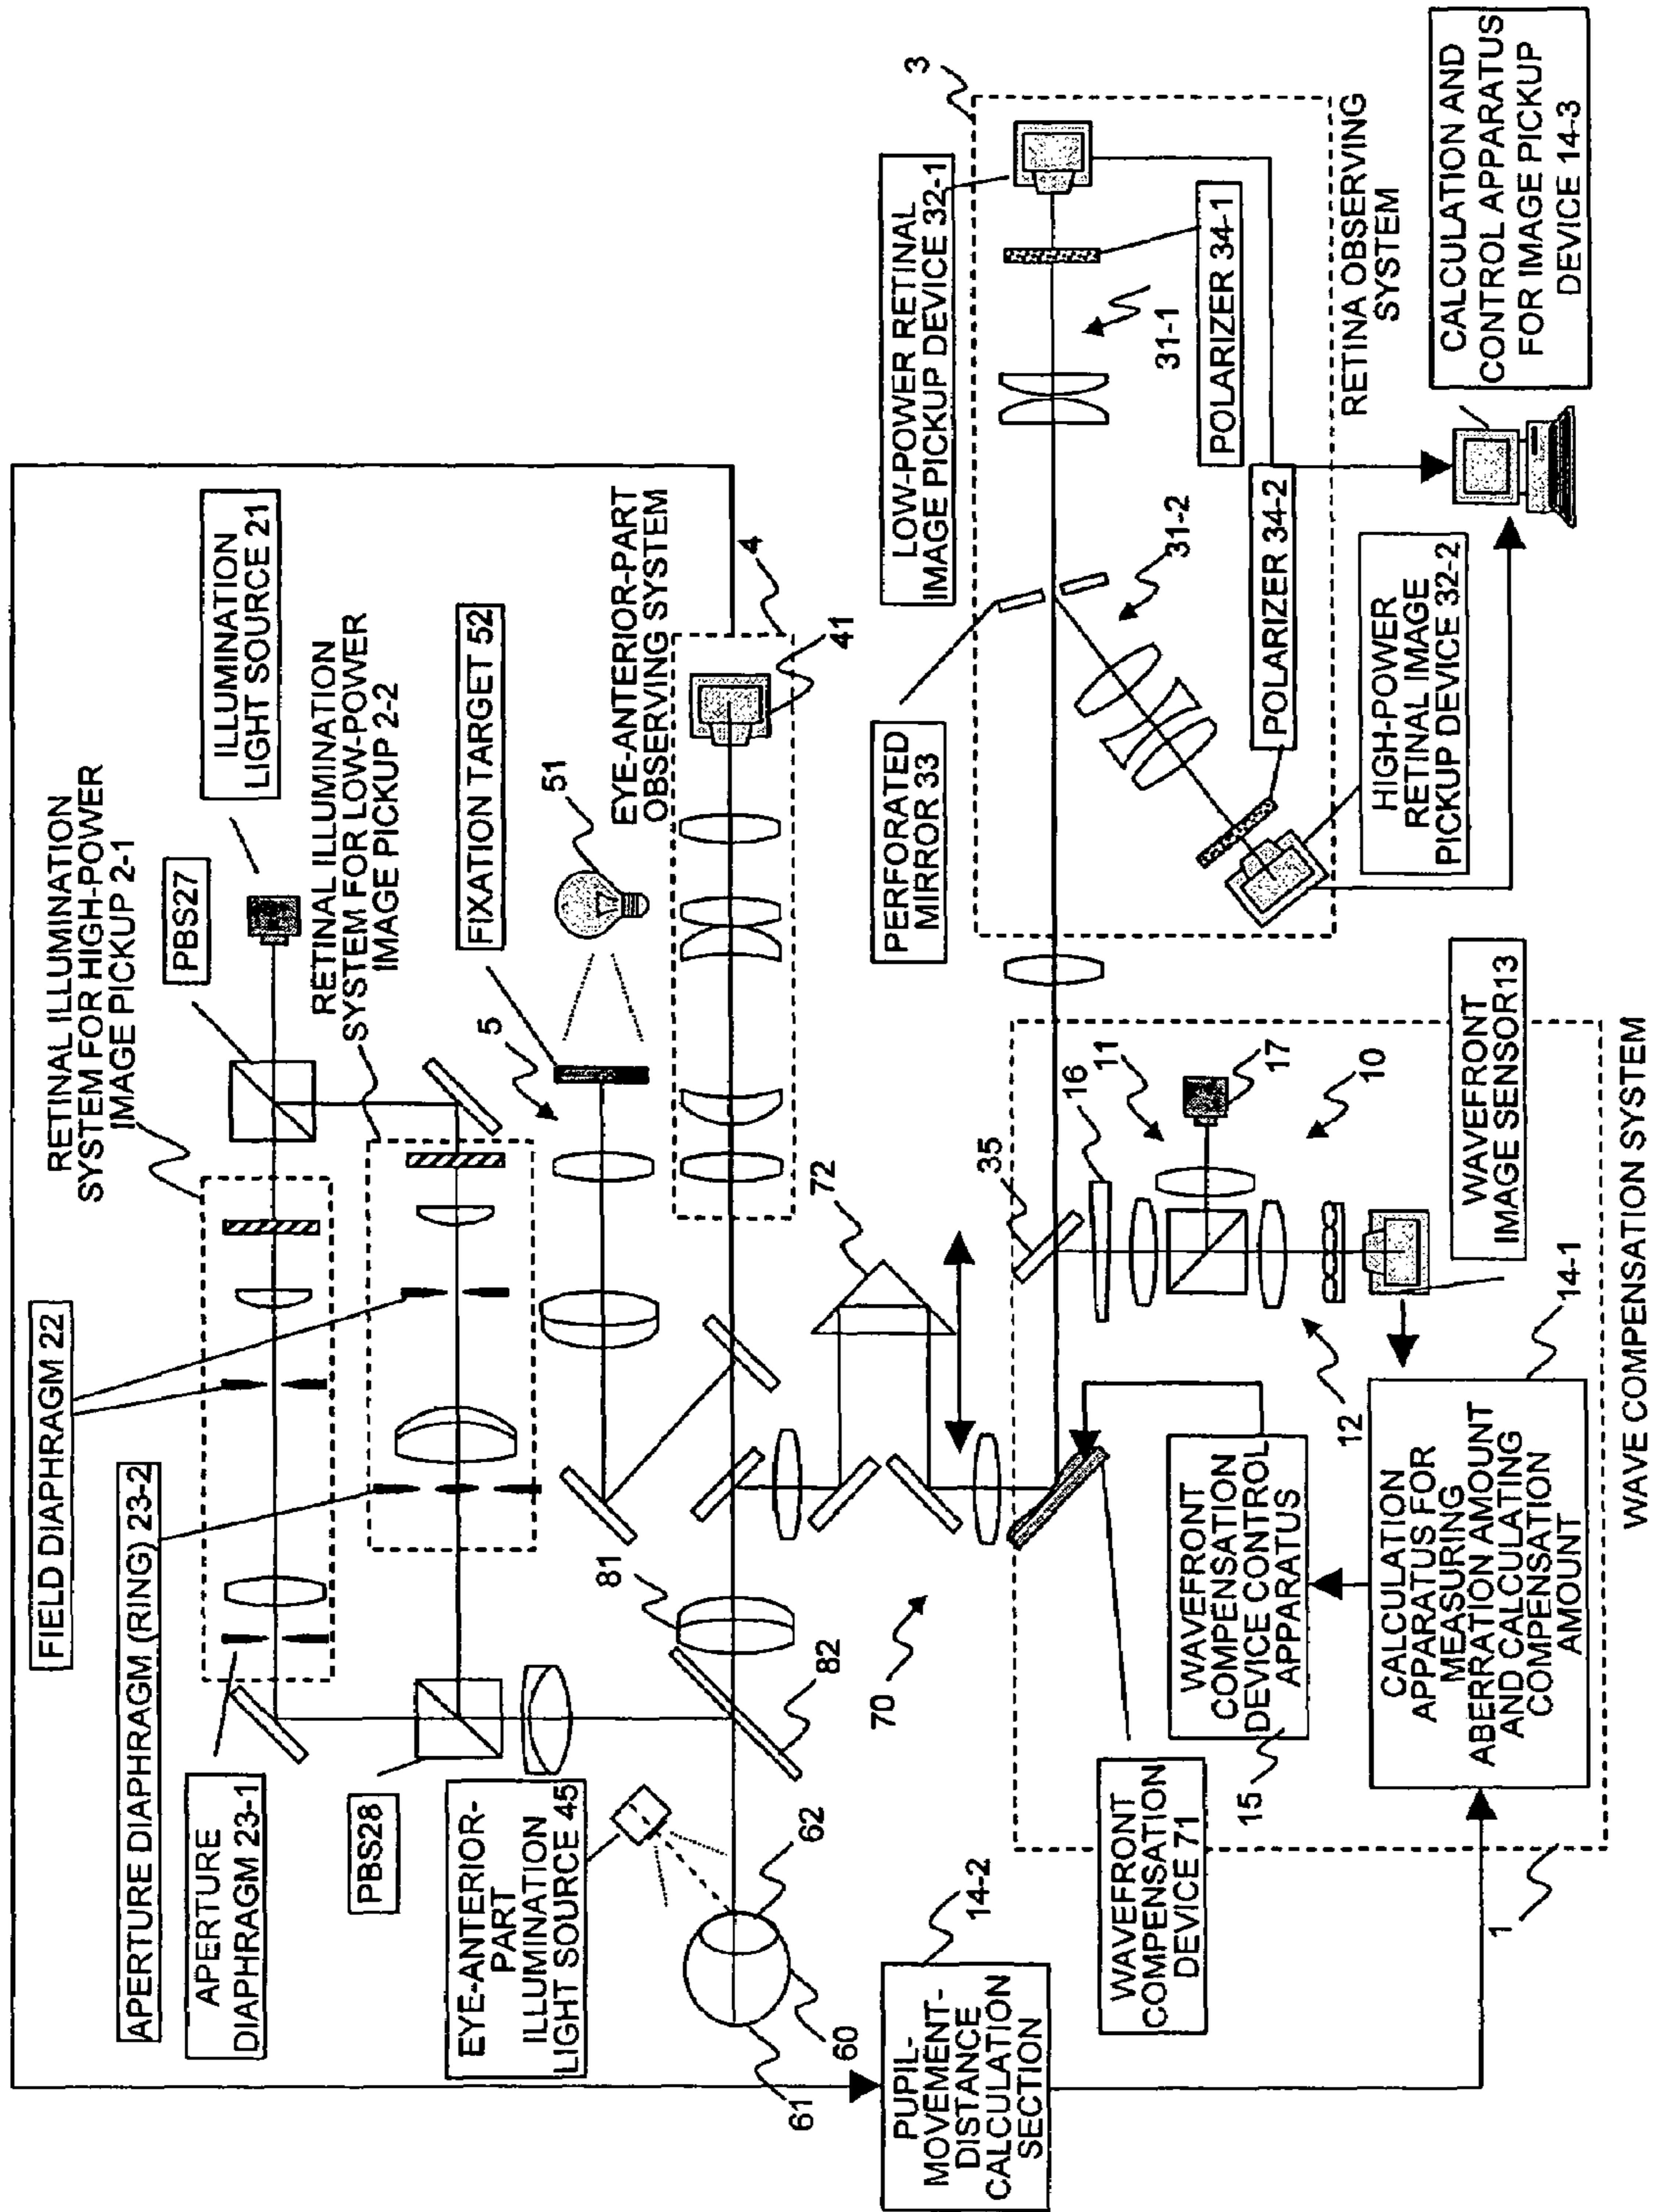 RETINAL ILLUMINATION
SYSTEM FOR HIGH-POWER
IMAGE PICKUP 2-1
PBS27
ILLUMINATION
LIGHT SOURCE 21
RETINAL ILLUMINATION
SYSTEM FOR LOW-POWER
IMAGE PICKUP 2-2
FIELD DIAPHRAGM 22
APERTURE DIAPHRAGM (RING) 23-2
APERTURE
DIAPHRAGM 23-1
PBS28
FIXATION TARGET 52
5
51
EYE-ANTERIOR-PART
OBSERVING SYSTEM
4
41
EYE-ANTERIOR-
PART
ILLUMINATION
LIGHT SOURCE 45
81
82
62
60
61
72
70
PUPIL-
MOVEMENT-
DISTANCE
CALCULATION
SECTION
14-2
LOW-POWER RETINAL
IMAGE PICKUP DEVICE 32-1
3
PERFORATED
MIRROR 33
31-1
POLARIZER 34-1
31-2
POLARIZER 34-2
RETINA OBSERVING
SYSTEM
HIGH-POWER
RETINAL IMAGE
PICKUP DEVICE 32-2
CALCULATION AND
CONTROL APPARATUS
FOR IMAGE PICKUP
DEVICE 14-3
35
16
11
17
10
WAVEFRONT
IMAGE SENSOR13
12
14-1
WAVEFRONT
COMPENSATION
DEVICE 71
WAVEFRONT
COMPENSATION
DEVICE CONTROL
APPARATUS
15
CALCULATION
APPARATUS FOR
MEASURING
ABERRATION AMOUNT
AND CALCULATING
COMPENSATION
AMOUNT
1
WAVE COMPENSATION SYSTEM